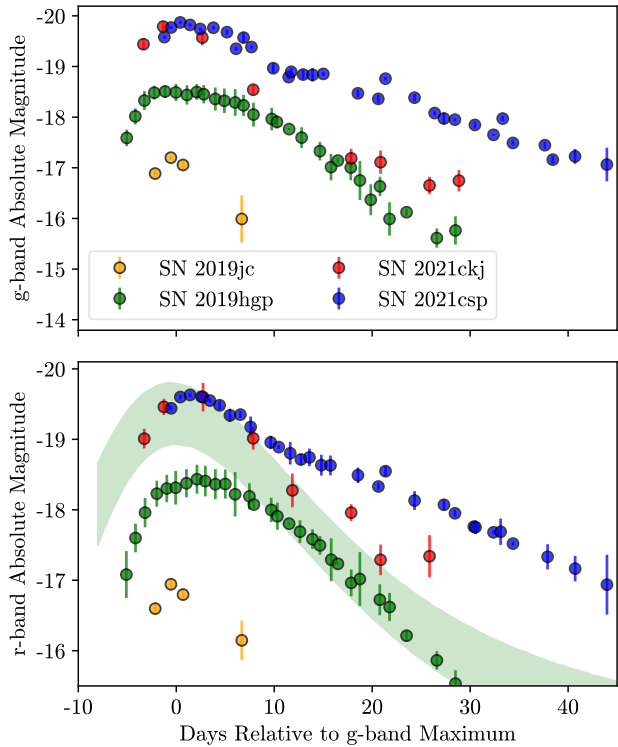 -20
-19
-18
-17
-16
-15
-14
g-band Absolute Magnitude
SN 2019jc
SN 2019hgp
SN 2021ckj
SN 2021csp
-20
-19
-18
-17
-16
r-band Absolute Magnitude
-10 0 10 20 30 40
Days Relative to g-band Maximum